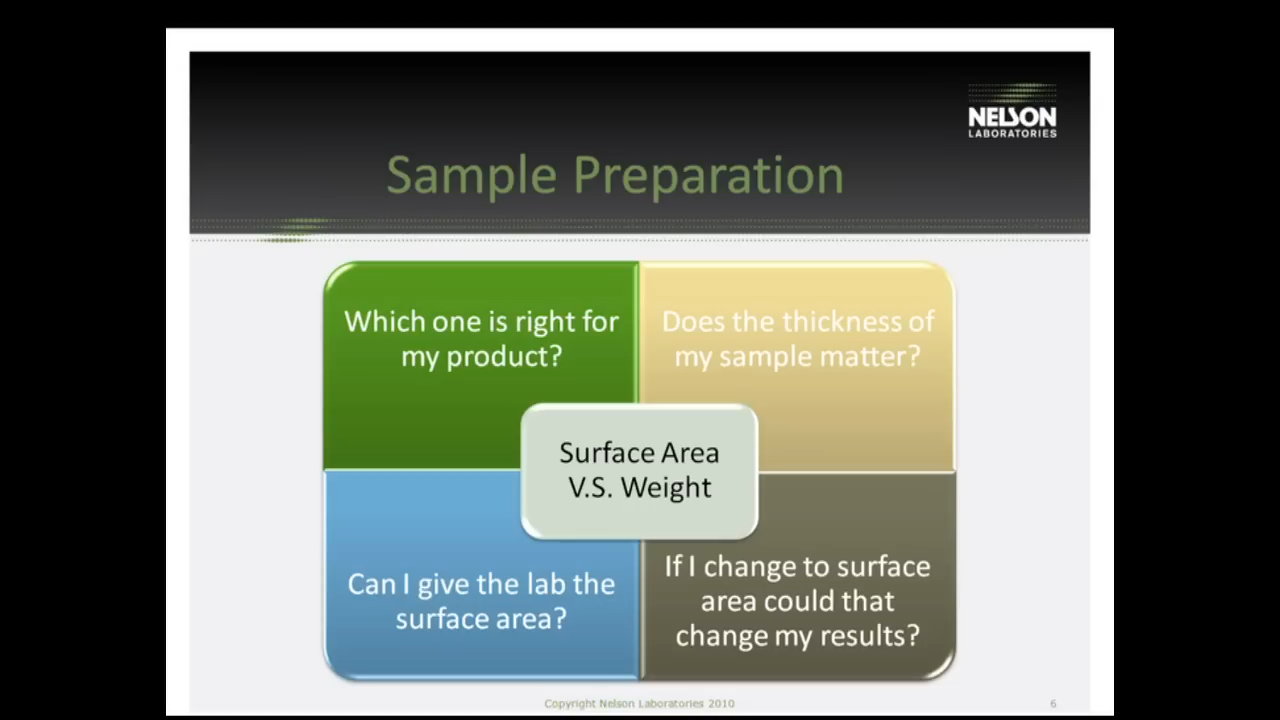 NELSON
LABORATORIES
Sample Preparation
Which one is right for
my product?
Does the thickness of
my sample matter?
Surface Area
V.S. Weight
Can I give the lab the
surface area?
If I change to surface
area could that
change my results?
Copyright Nelson Laboratories 2010
6